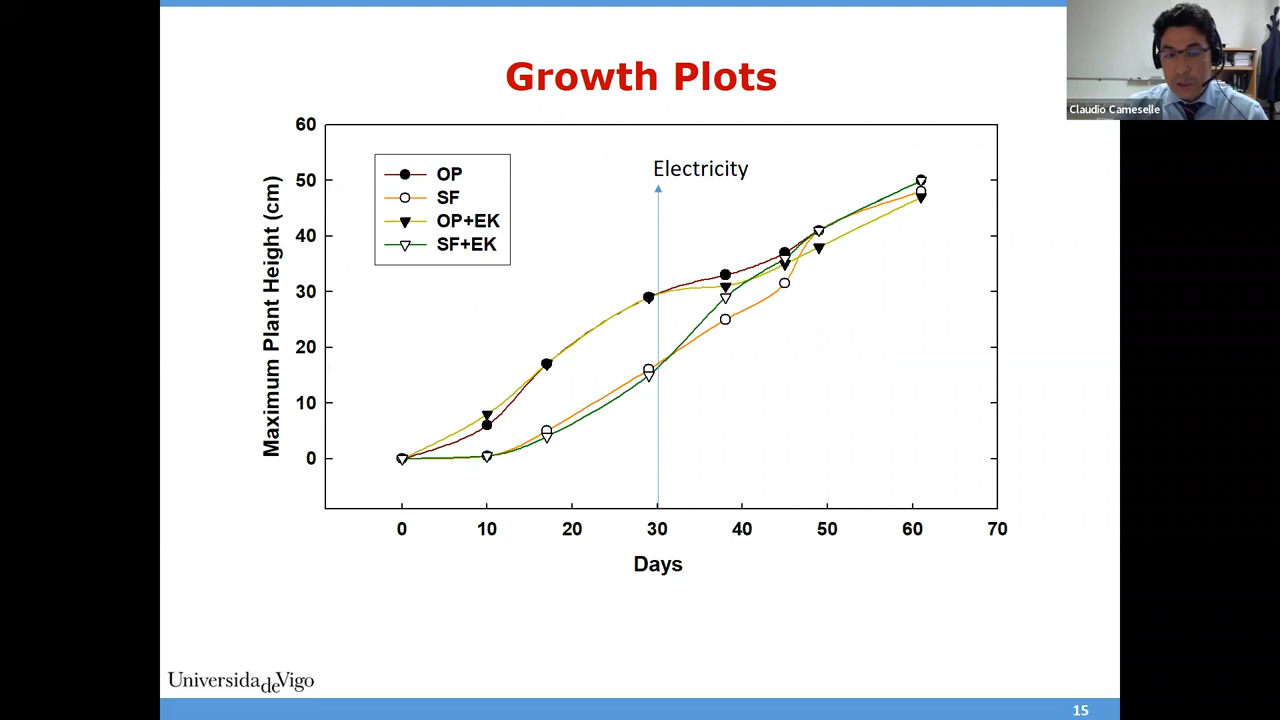 Growth Plots
Claudio Cameselle
60
50
40
30
20
10
0
Maximum Plant Height (cm)
OP
SF
OP+EK
SF+EK
Electricity
0 10 20 30 40 50 60 70
Days
UniversidadeVigo
15